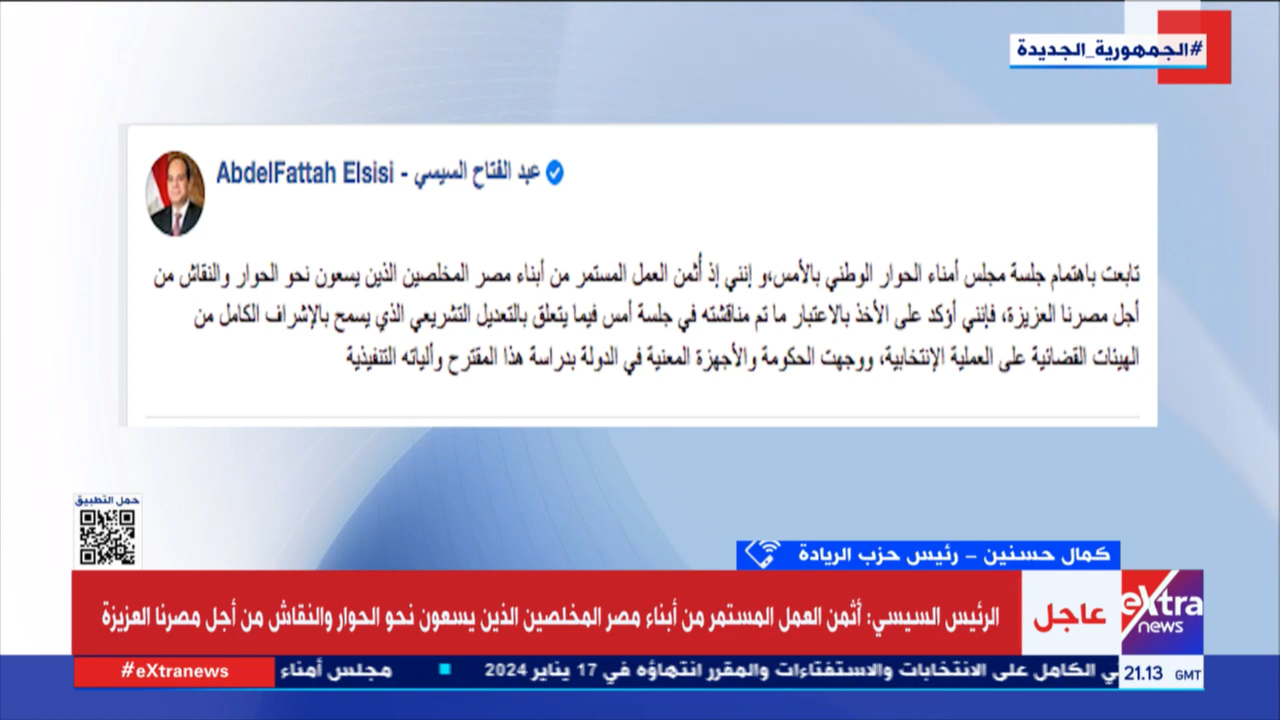 #الجمهورية_الجديدة
عبد الفتاح السيسي - AbdelFattah Elsisi
تابعت باهتمام جلسة مجلس أمناء الحوار الوطني بالأمس،و إنني إذ أُثمن العمل المستمر من أبناء مصر المخلصين الذين يسعون نحو الحوار والنقاش من
أجل مصرنا العزيزة، فإنني أؤكد على الأخذ بالاعتبار ما تم مناقشته في جلسة أمس فيما يتعلق بالتعديل التشريعي الذي يسمح بالإشراف الكامل من
الهيئات القضائية على العملية الإنتخابية، ووجهت الحكومة والأجهزة المعنية في الدولة بدراسة هذا المقترح وألياته التنفيذية
حمل التطبيق
كمال حسنين - رئيس حزب الريادة
عاجل
الرئيس السيسي: أثمن العمل المستمر من أبناء مصر المخلصين الذين يسعون نحو الحوار والنقاش من أجل مصرنا العزيزة
eXtra
news
ي الكامل على الانتخابات والاستفتاءات والمقرر انتهاؤه في 17 يناير 2024 مجلس أمناء
#eXtranews
21.13 GMT